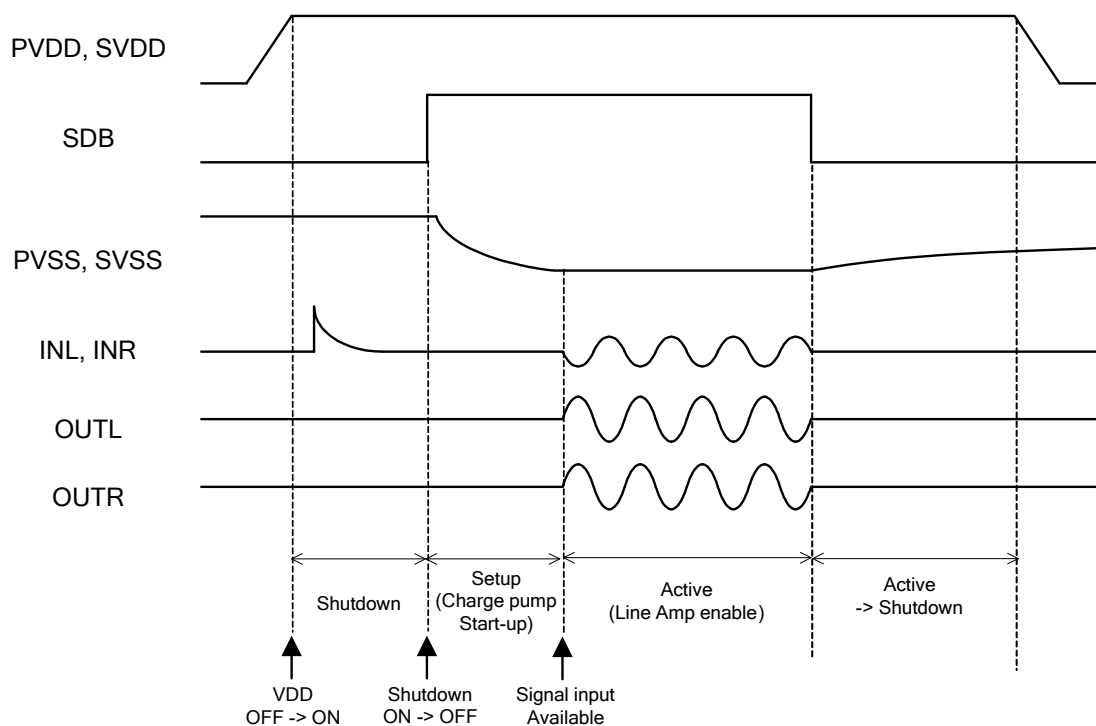 PVDD, SVDD
SDB
PVSS, SVSS
INL, INR
OUTL
OUTR
Shutdown
Setup
(Charge pump
Start-up)
Active
(Line Amp enable)
Active
-> Shutdown
VDD
OFF -> ON
Shutdown
ON -> OFF
Signal input
Available